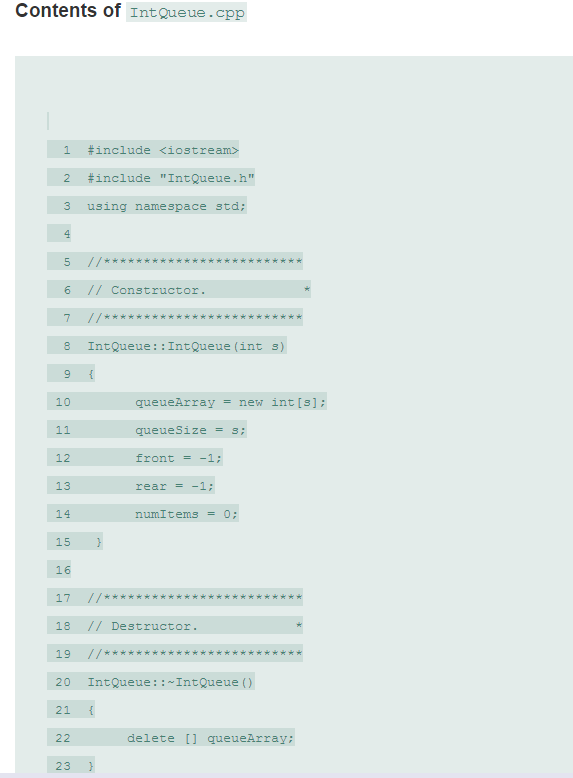 Contents of IntQueue.cpp
1 #include <iostream>
2 #include "IntQueue.h"
3 using namespace std;
4
5 //*************************
6 // Constructor.            *
7 //*************************
8 IntQueue::IntQueue(int s)
9 {
10       queueArray = new int[s];
11       queueSize = s;
12       front = -1;
13       rear = -1;
14       numItems = 0;
15  }
16
17 //*************************
18 // Destructor.            *
19 //*************************
20 IntQueue::~IntQueue()
21 {
22      delete [] queueArray;
23 }